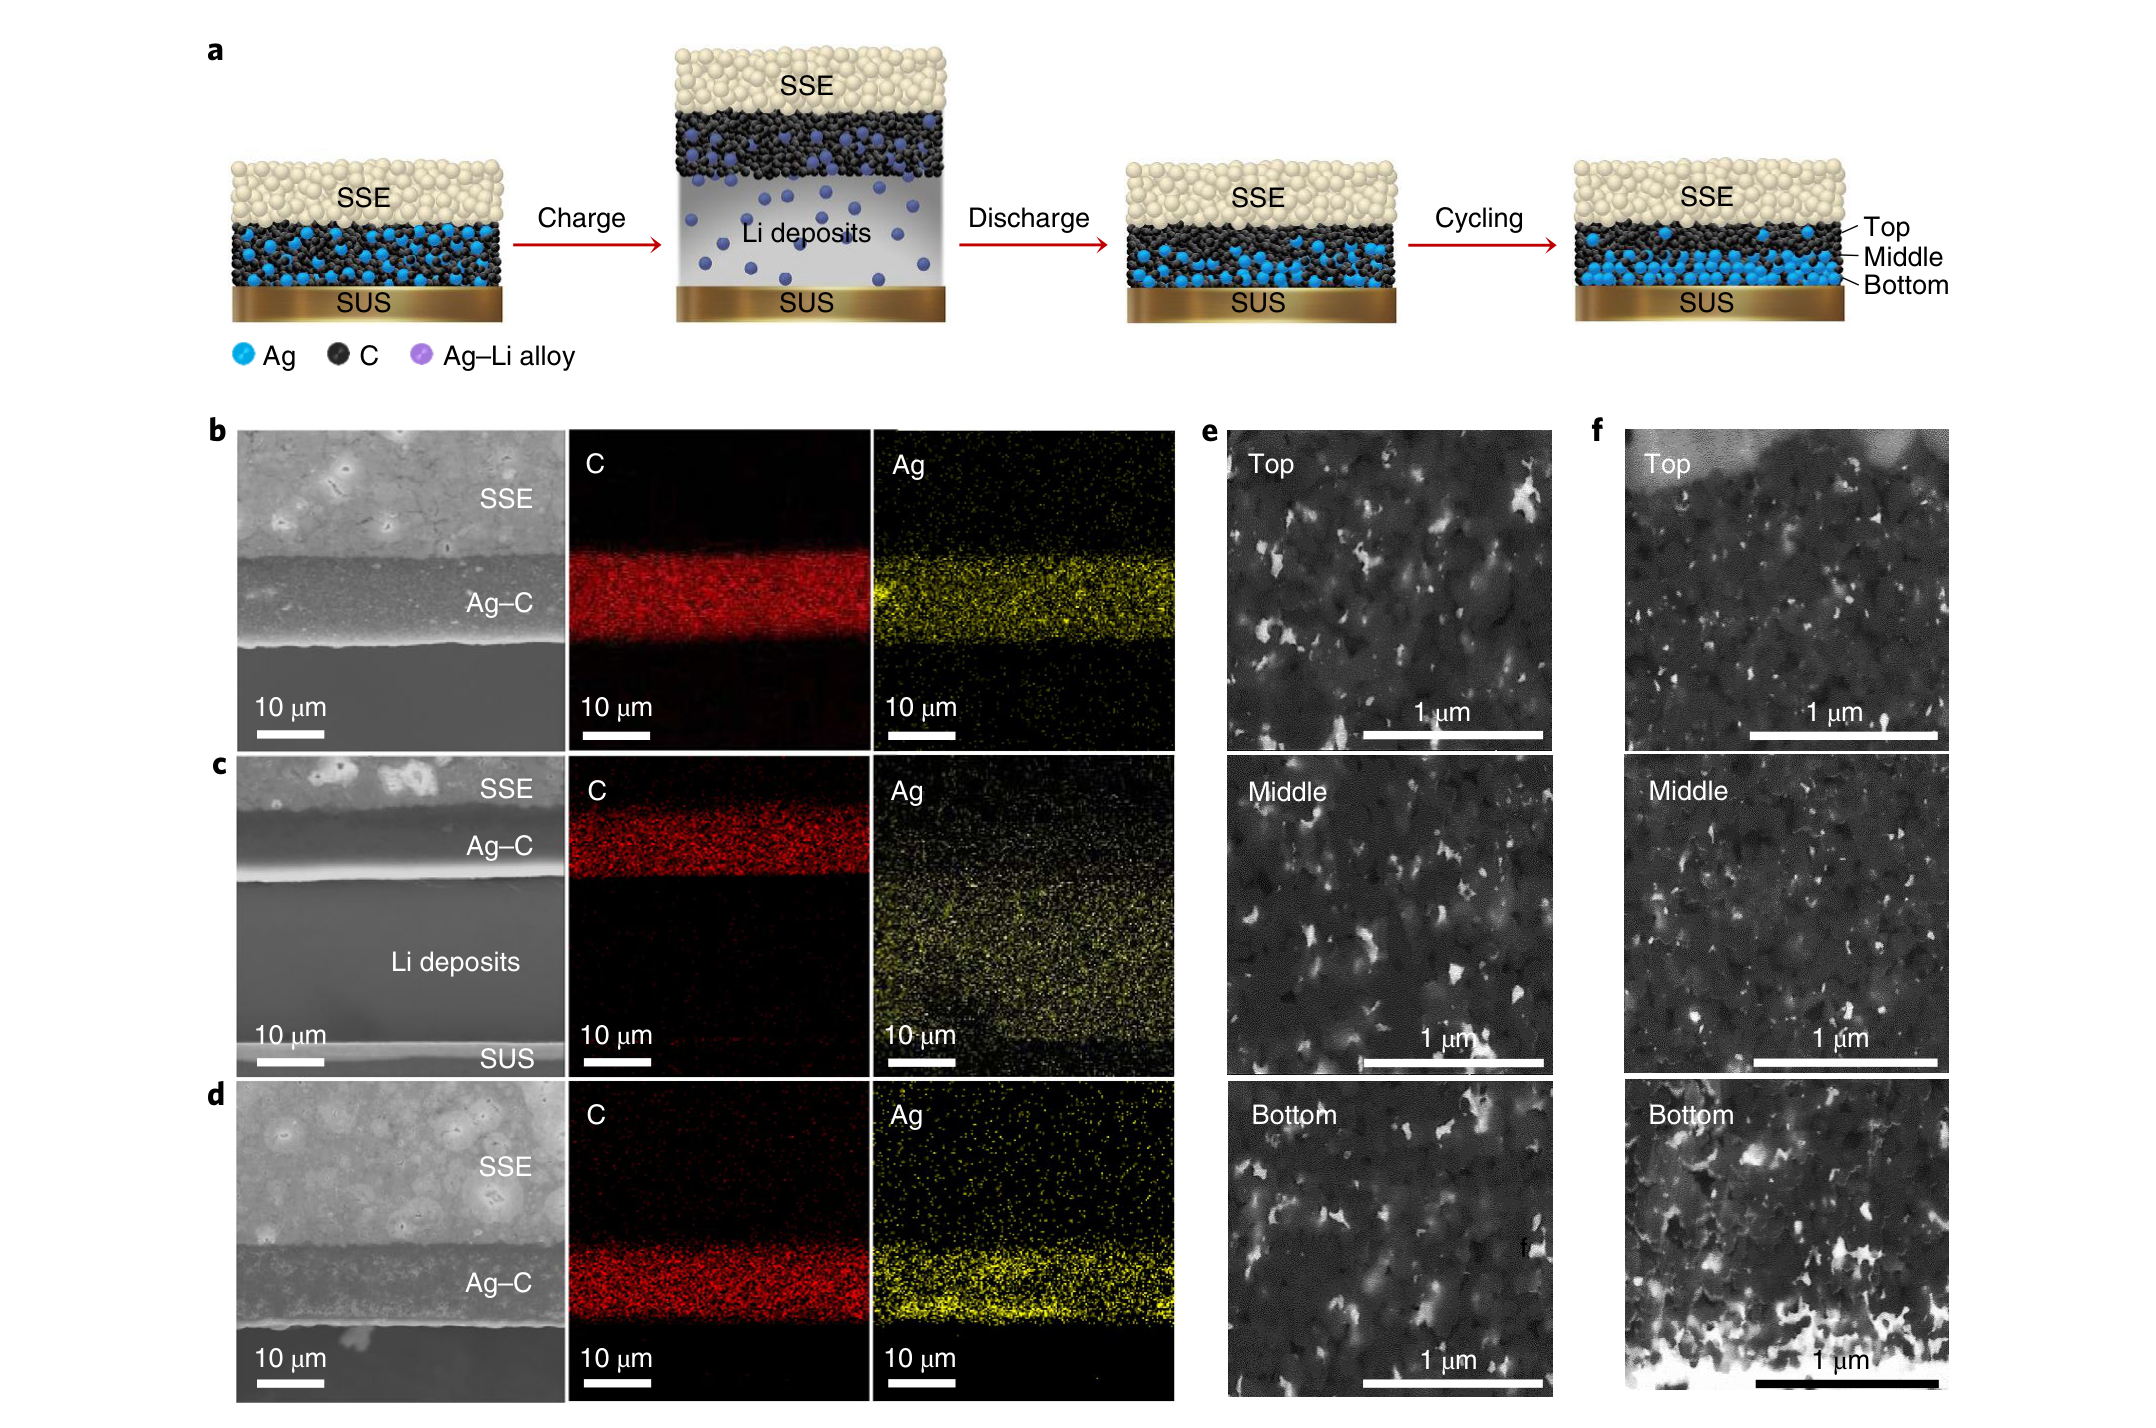 a
SSE
SUS
Charge
SSE
Li deposits
SUS
Discharge
SSE
SUS
Cycling
SSE
SUS
Top
Middle
Bottom
Ag
C
Ag–Li alloy
b
SSE
Ag–C
10 μm
C
10 μm
Ag
10 μm
c
SSE
Ag–C
Li deposits
10 μm
SUS
C
10 μm
Ag
10 μm
d
SSE
Ag–C
10 μm
C
10 μm
Ag
10 μm
e
Top
1 μm
Middle
1 μm
Bottom
f
1 μm
f
Top
1 μm
Middle
1 μm
Bottom
1 μm